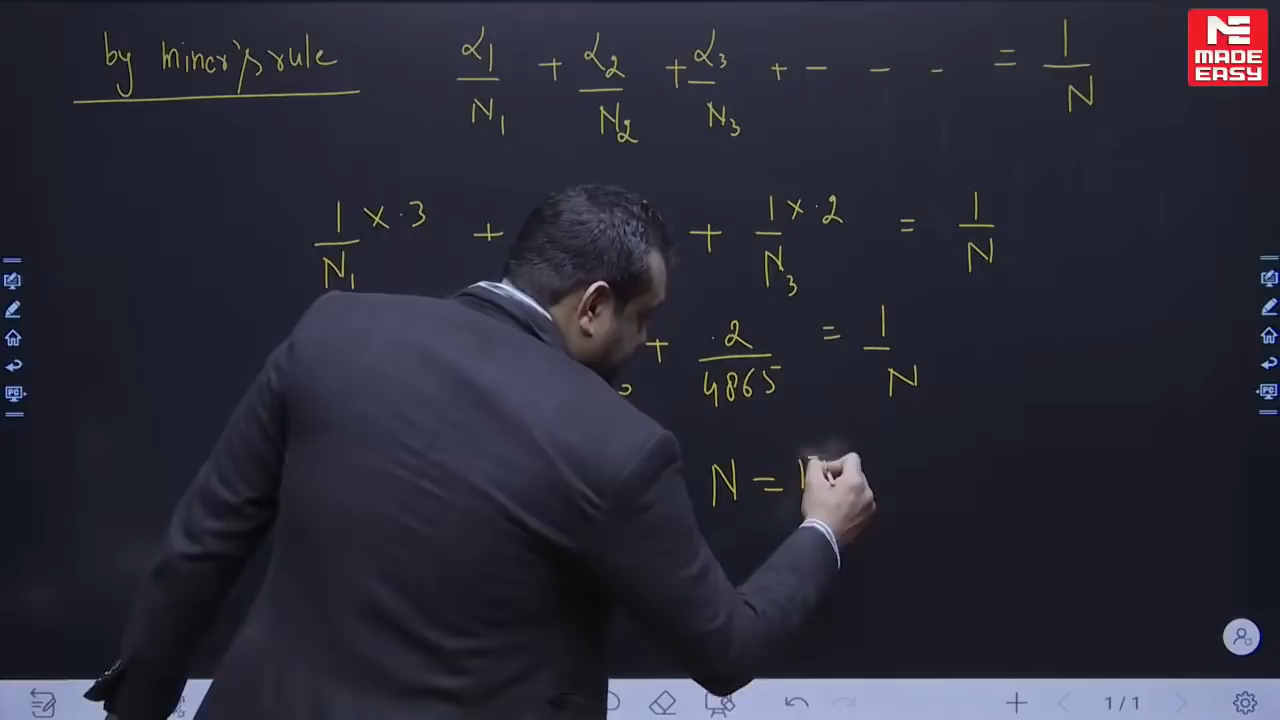 by miner's rule α1/N1 + α2/N2 + α3/N3 + - - - = 1/N
MADE
EASY
1/N1 × .3 + + 1/N3 × .2 = 1/N
+ .2/4865 = 1/N
N =
1/1